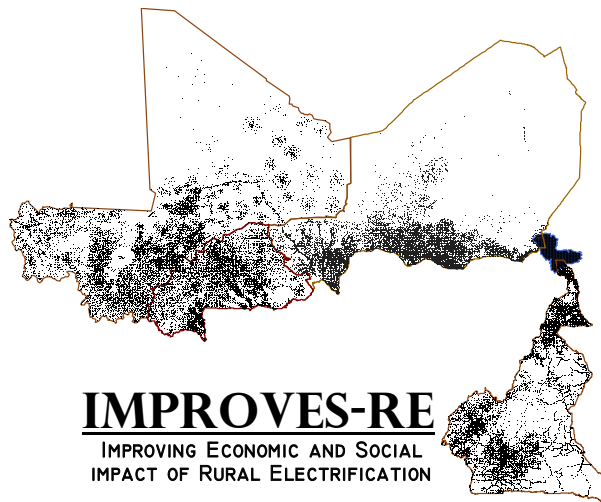 IMPROVES-RE
Improving Economic and Social
impact of Rural Electrification